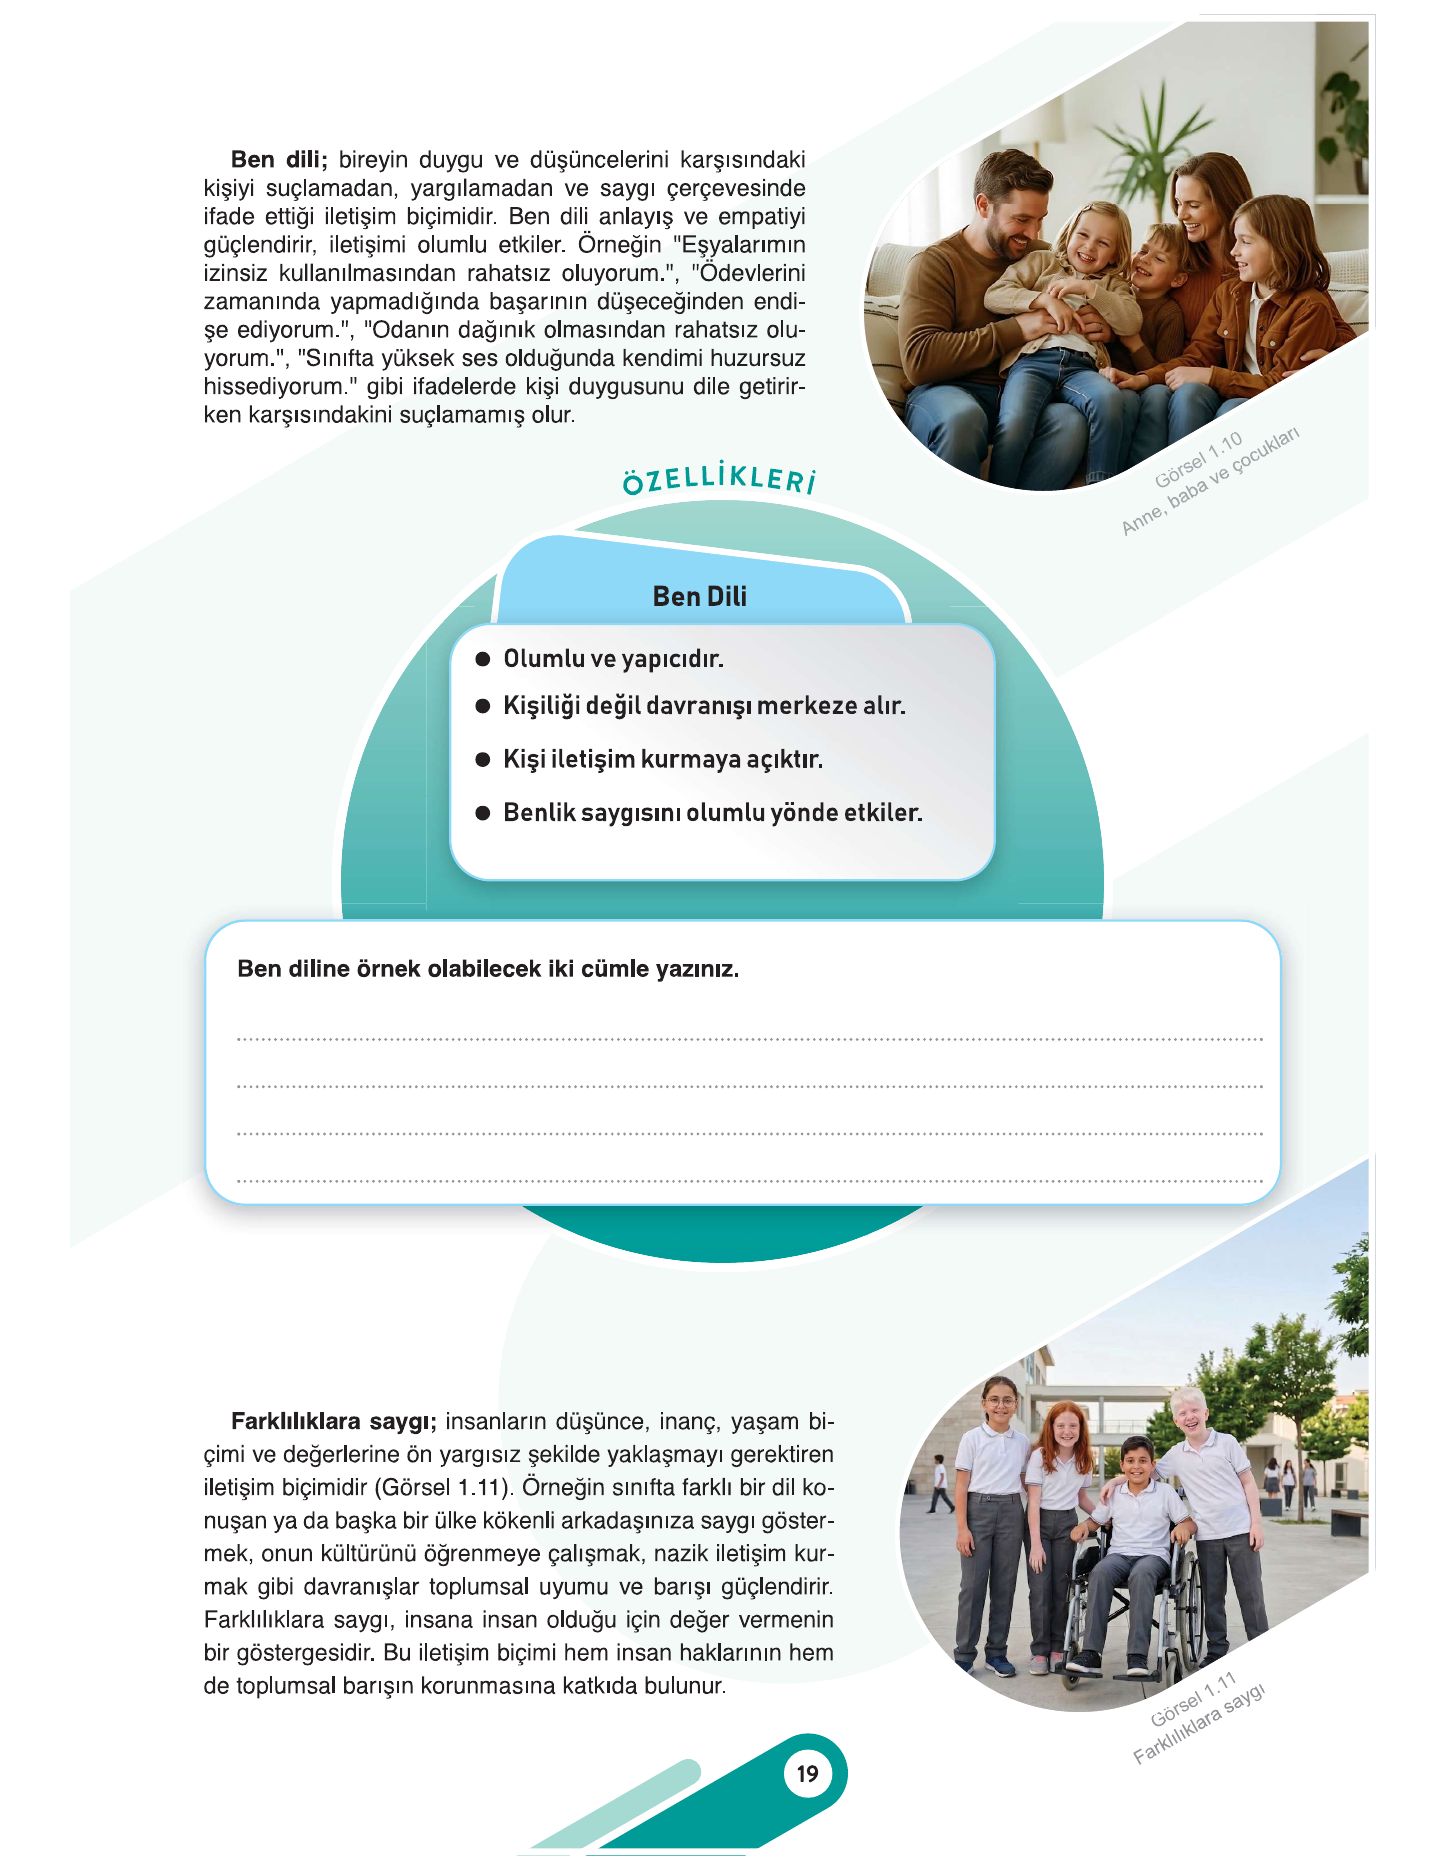 Ben dili; bireyin duygu ve düşüncelerini karşısındaki
kişiyi suçlamadan, yargılamadan ve saygı çerçevesinde
ifade ettiği iletişim biçimidir. Ben dili anlayış ve empatiyi
güçlendirir, iletişimi olumlu etkiler. Örneğin "Eşyalarımın
izinsiz kullanılmasından rahatsız oluyorum.", "Ödevlerini
zamanında yapmadığında başarının düşeceğinden endi-
şe ediyorum.", "Odanın dağınık olmasından rahatsız olu-
yorum.", "Sınıfta yüksek ses olduğunda kendimi huzursuz
hissediyorum." gibi ifadelerde kişi duygusunu dile getirir-
ken karşısındakini suçlamamış olur.
Görsel 1.10
Anne, baba ve çocukları
ÖZELLİKLERİ
Ben Dili
● Olumlu ve yapıcıdır.
● Kişiliği değil davranışı merkeze alır.
● Kişi iletişim kurmaya açıktır.
● Benlik saygısını olumlu yönde etkiler.
Ben diline örnek olabilecek iki cümle yazınız.
Farklılıklara saygı; insanların düşünce, inanç, yaşam bi-
çimi ve değerlerine ön yargısız şekilde yaklaşmayı gerektiren
iletişim biçimidir (Görsel 1.11). Örneğin sınıfta farklı bir dil ko-
nuşan ya da başka bir ülke kökenli arkadaşınıza saygı göster-
mek, onun kültürünü öğrenmeye çalışmak, nazik iletişim kur-
mak gibi davranışlar toplumsal uyumu ve barışı güçlendirir.
Farklılıklara saygı, insana insan olduğu için değer vermenin
bir göstergesidir. Bu iletişim biçimi hem insan haklarının hem
de toplumsal barışın korunmasına katkıda bulunur.
Görsel 1.11
Farklılıklara saygı
19